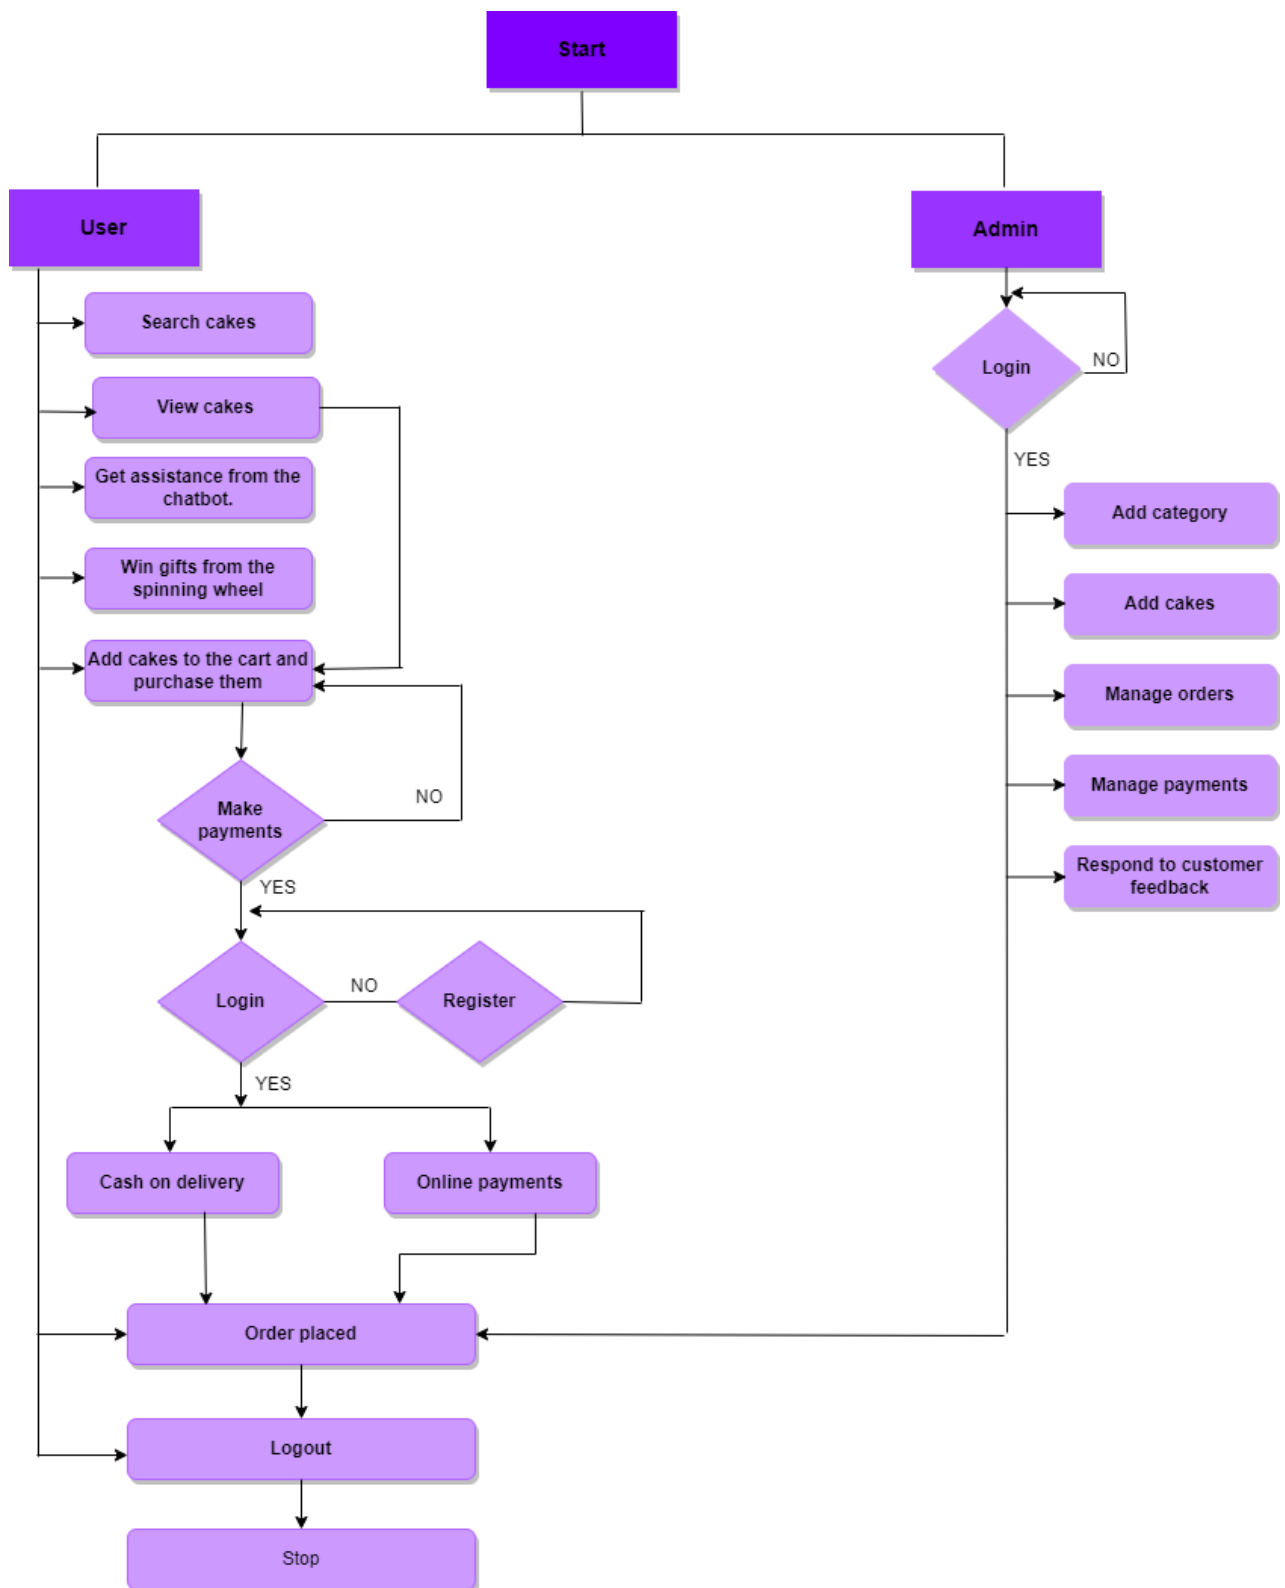 Start
User
Admin
Search cakes
Login
NO
View cakes
YES
Get assistance from the
chatbot.
Add category
Win gifts from the
spinning wheel
Add cakes
Add cakes to the cart and
purchase them
Manage orders
Make
payments
NO
Manage payments
YES
Respond to customer
feedback
Login
NO
Register
YES
Cash on delivery
Online payments
Order placed
Logout
Stop